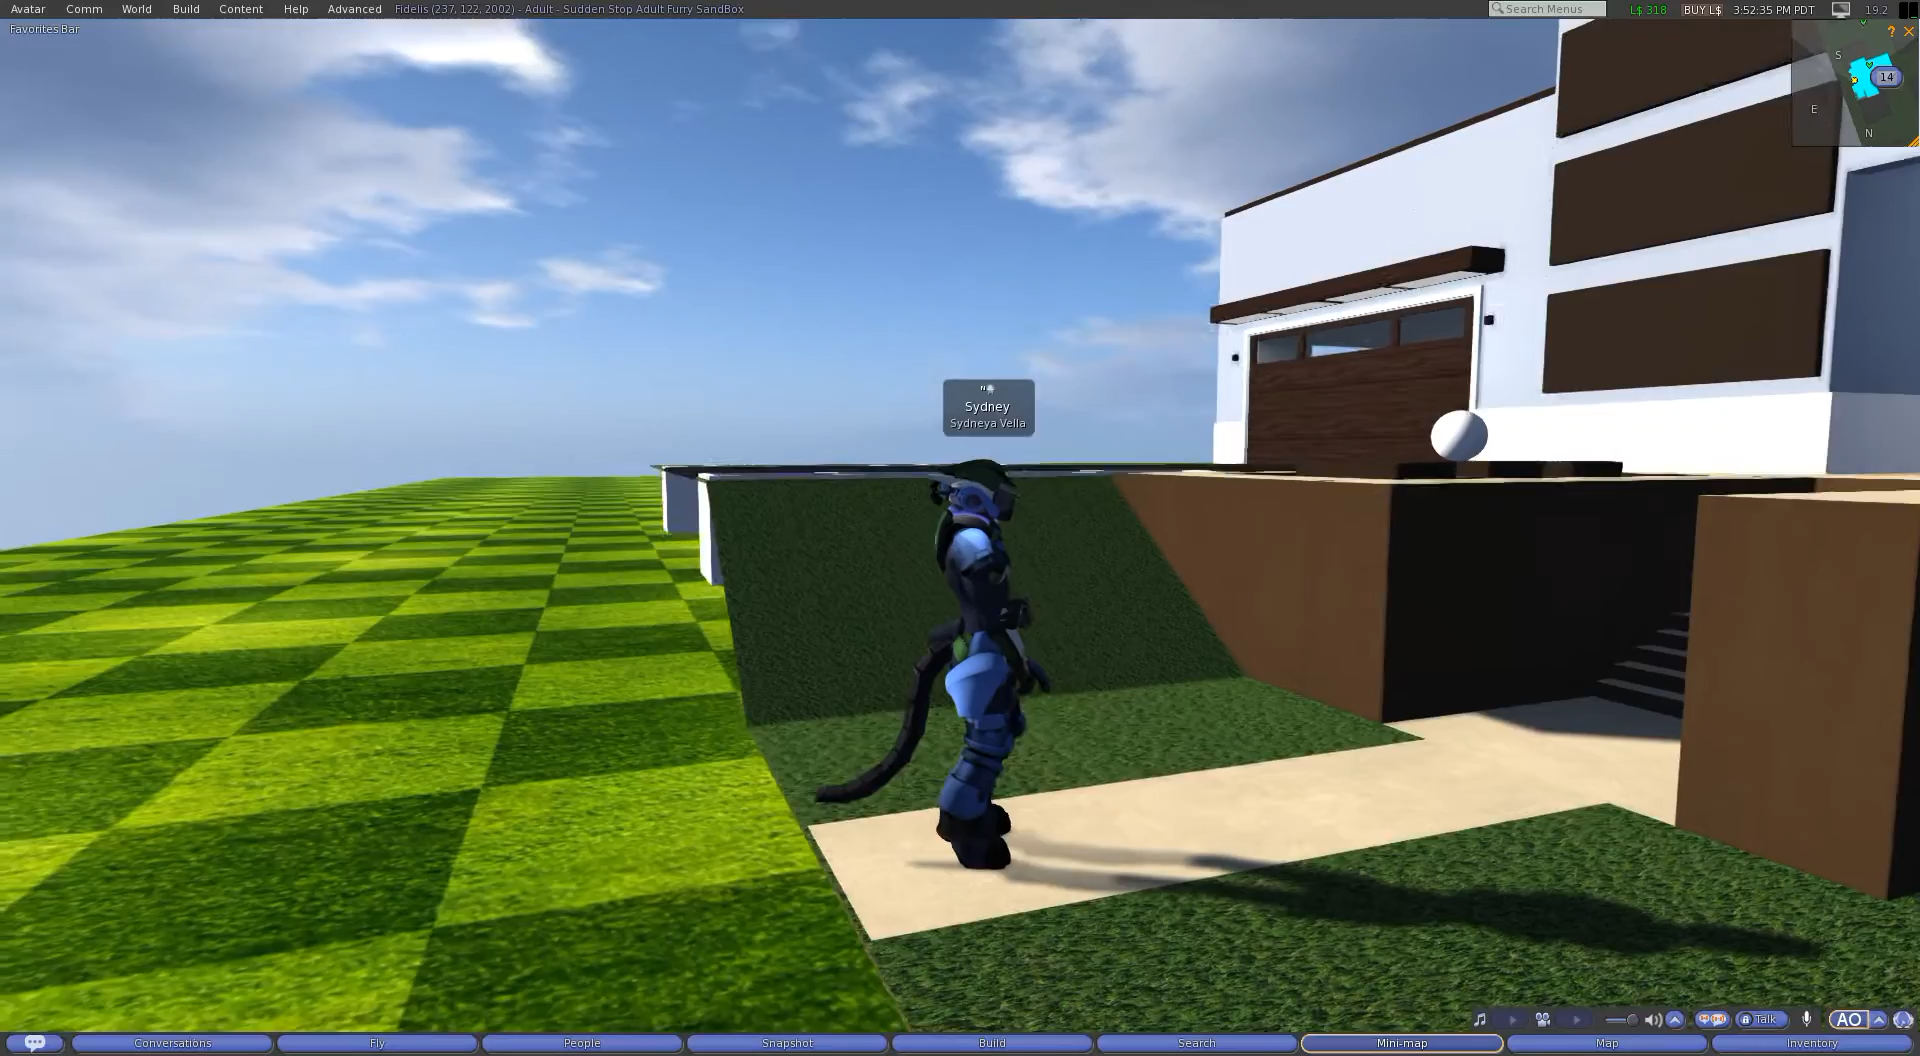 Avatar Comm World Build Content Help Advanced Fidelis (237, 122, 2002) - Adult - Sudden Stop Adult Furry SandBox Search Menus L$ 318 BUY L$ 3:52:35 PM PDT 19.2
Favorites Bar
? X
S
14
E
N
Sydney
Sydneya Vella
Talk AO
Conversations Fly People Snapshot Build Search Mini-map Map Inventory